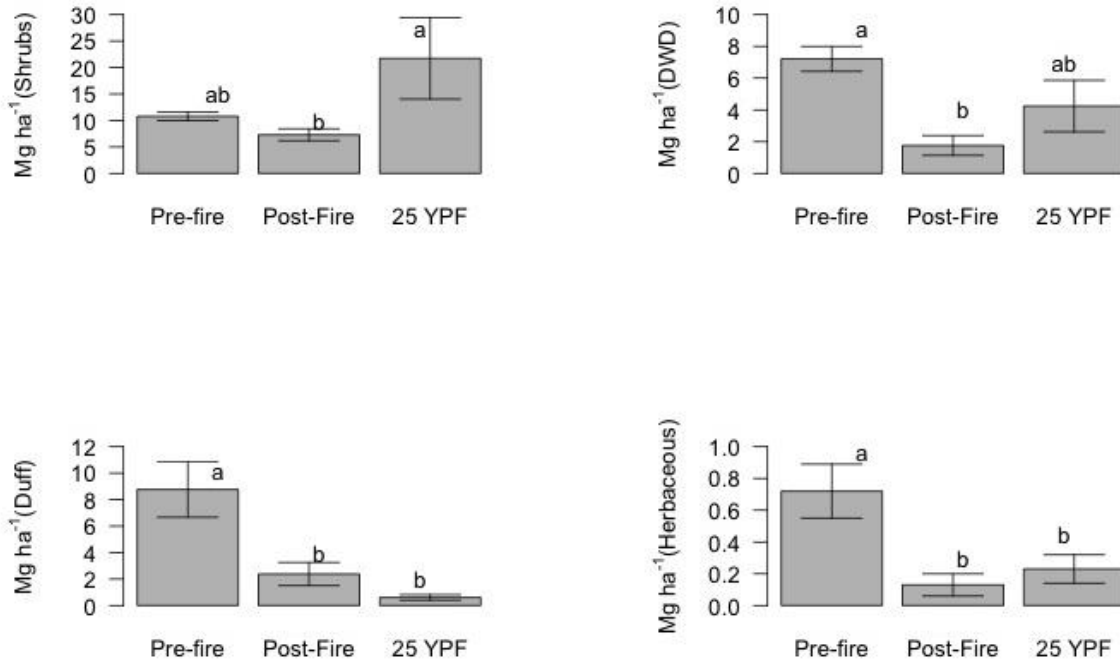 Mg ha⁻¹(Shrubs)
30
25
20
15
10
5
0
ab
b
a
Pre-fire Post-Fire 25 YPF
Mg ha⁻¹(DWD)
10
8
6
4
2
0
a
b
ab
Pre-fire Post-Fire 25 YPF
Mg ha⁻¹(Duff)
12
10
8
6
4
2
0
a
b
b
Pre-fire Post-Fire 25 YPF
Mg ha⁻¹(Herbaceous)
1.0
0.8
0.6
0.4
0.2
0.0
a
b
b
Pre-fire Post-Fire 25 YPF